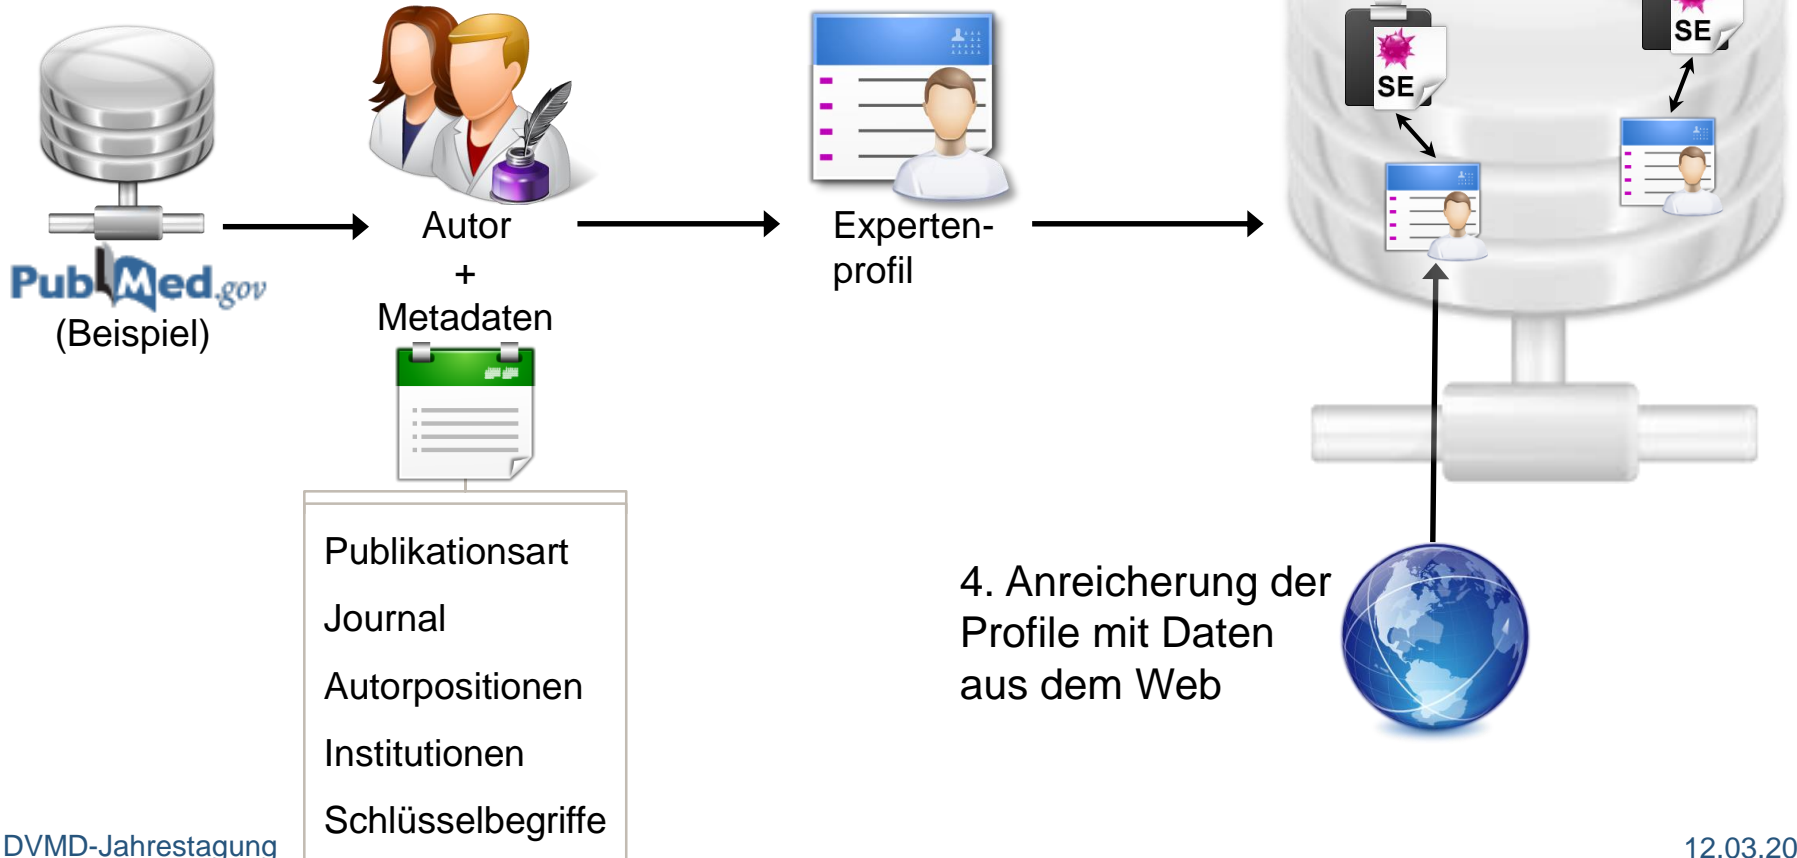 SE
SE
PubMed.gov
(Beispiel)
Autor
+
Metadaten
Experten-
profil
Publikationsart
Journal
Autorpositionen
Institutionen
Schlüsselbegriffe
4. Anreicherung der
Profile mit Daten
aus dem Web
DVMD-Jahrestagung
12.03.20